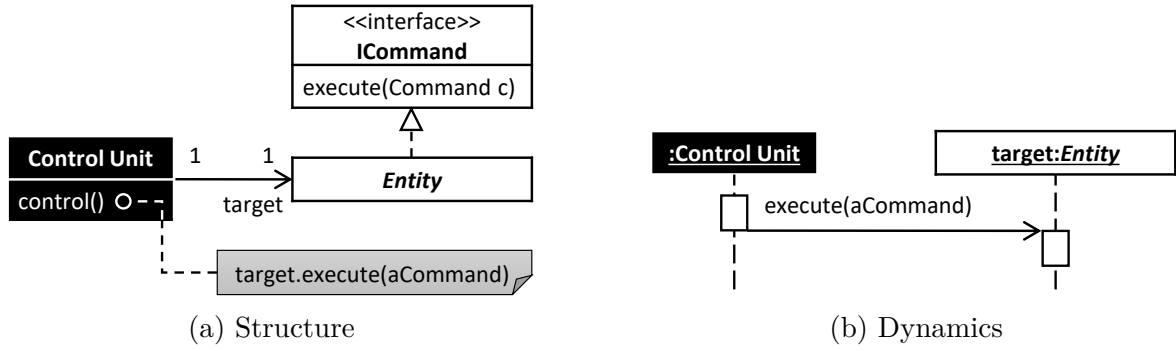 <<interface>>
ICommand
execute(Command c)
Control Unit
control()
1
1
target
Entity
target.execute(aCommand)
(a) Structure
:Control Unit
target:Entity
execute(aCommand)
(b) Dynamics